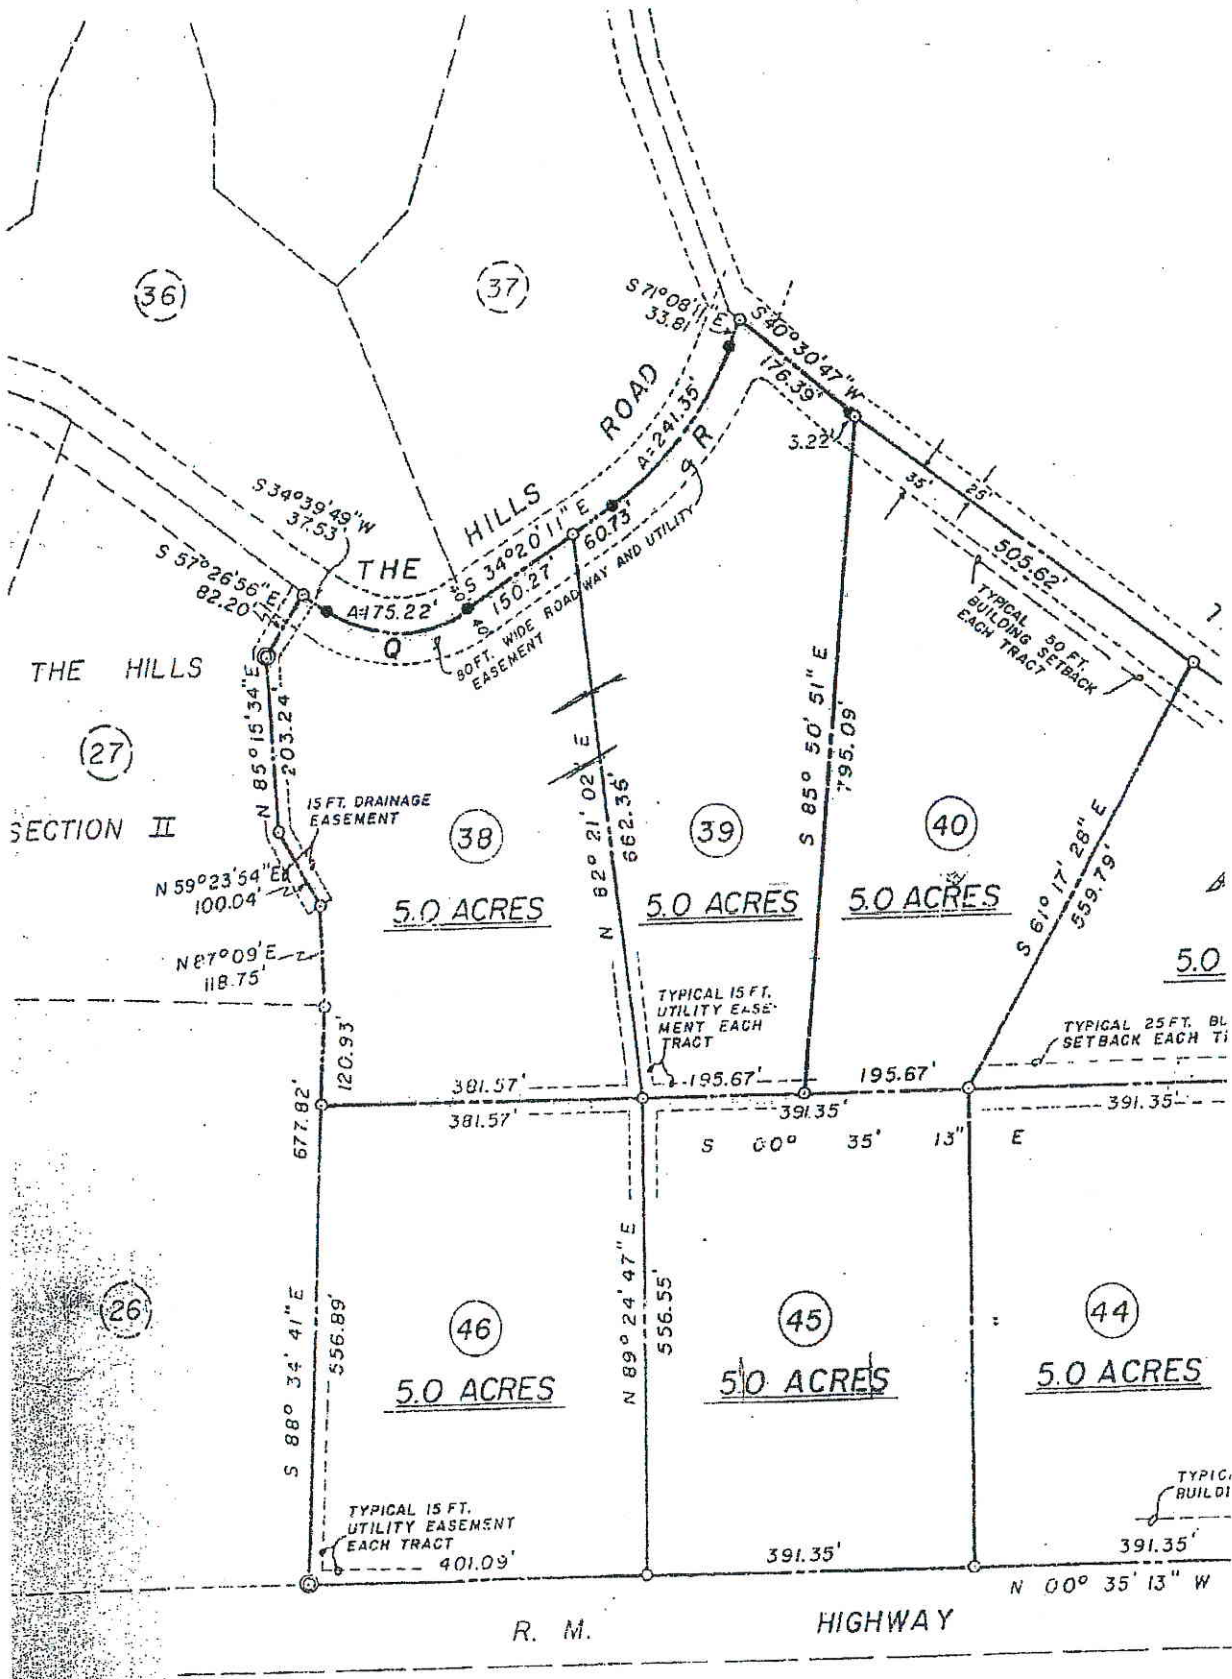 36
37
S 71°08'11" E
33.81
S 40°30'47" W
176.39'
3.22'
ROAD
A=241.35'
R
HILLS
S 34°39'49" W
37.53'
S 57°26'56" E
82.20'
THE
A=175.22'
Q
S 34°20'11" E
150.27'
60.73'
40
80 FT. WIDE ROADWAY AND UTILITY
EASEMENT
35'
25'
505.62'
TYPICAL 50 FT.
BUILDING SETBACK
EACH TRACT
THE HILLS
27
SECTION II
N 85°15'34" E
203.24'
15 FT. DRAINAGE
EASEMENT
N 59°23'54" E
100.04'
N 87°09' E
118.75'
120.93'
677.82'
38
5.0 ACRES
N 82° 21' 02" E
662.35'
39
5.0 ACRES
S 85° 50' 51" E
795.09'
40
5.0 ACRES
S 61° 17' 28" E
559.79'
5.0
TYPICAL 15 FT.
UTILITY EASE-
MENT EACH
TRACT
TYPICAL 25 FT. BL
SETBACK EACH
381.57'
195.67'
195.67'
381.57'
391.35'
391.35'
S 00° 35' 13" E
26
S 88° 34' 41" E
556.89'
46
5.0 ACRES
N 89° 24' 47" E
556.55'
45
5.0 ACRES
44
5.0 ACRES
TYPICAL 15 FT.
UTILITY EASEMENT
EACH TRACT
401.09'
391.35'
391.35'
N 00° 35' 13" W
R. M. HIGHWAY